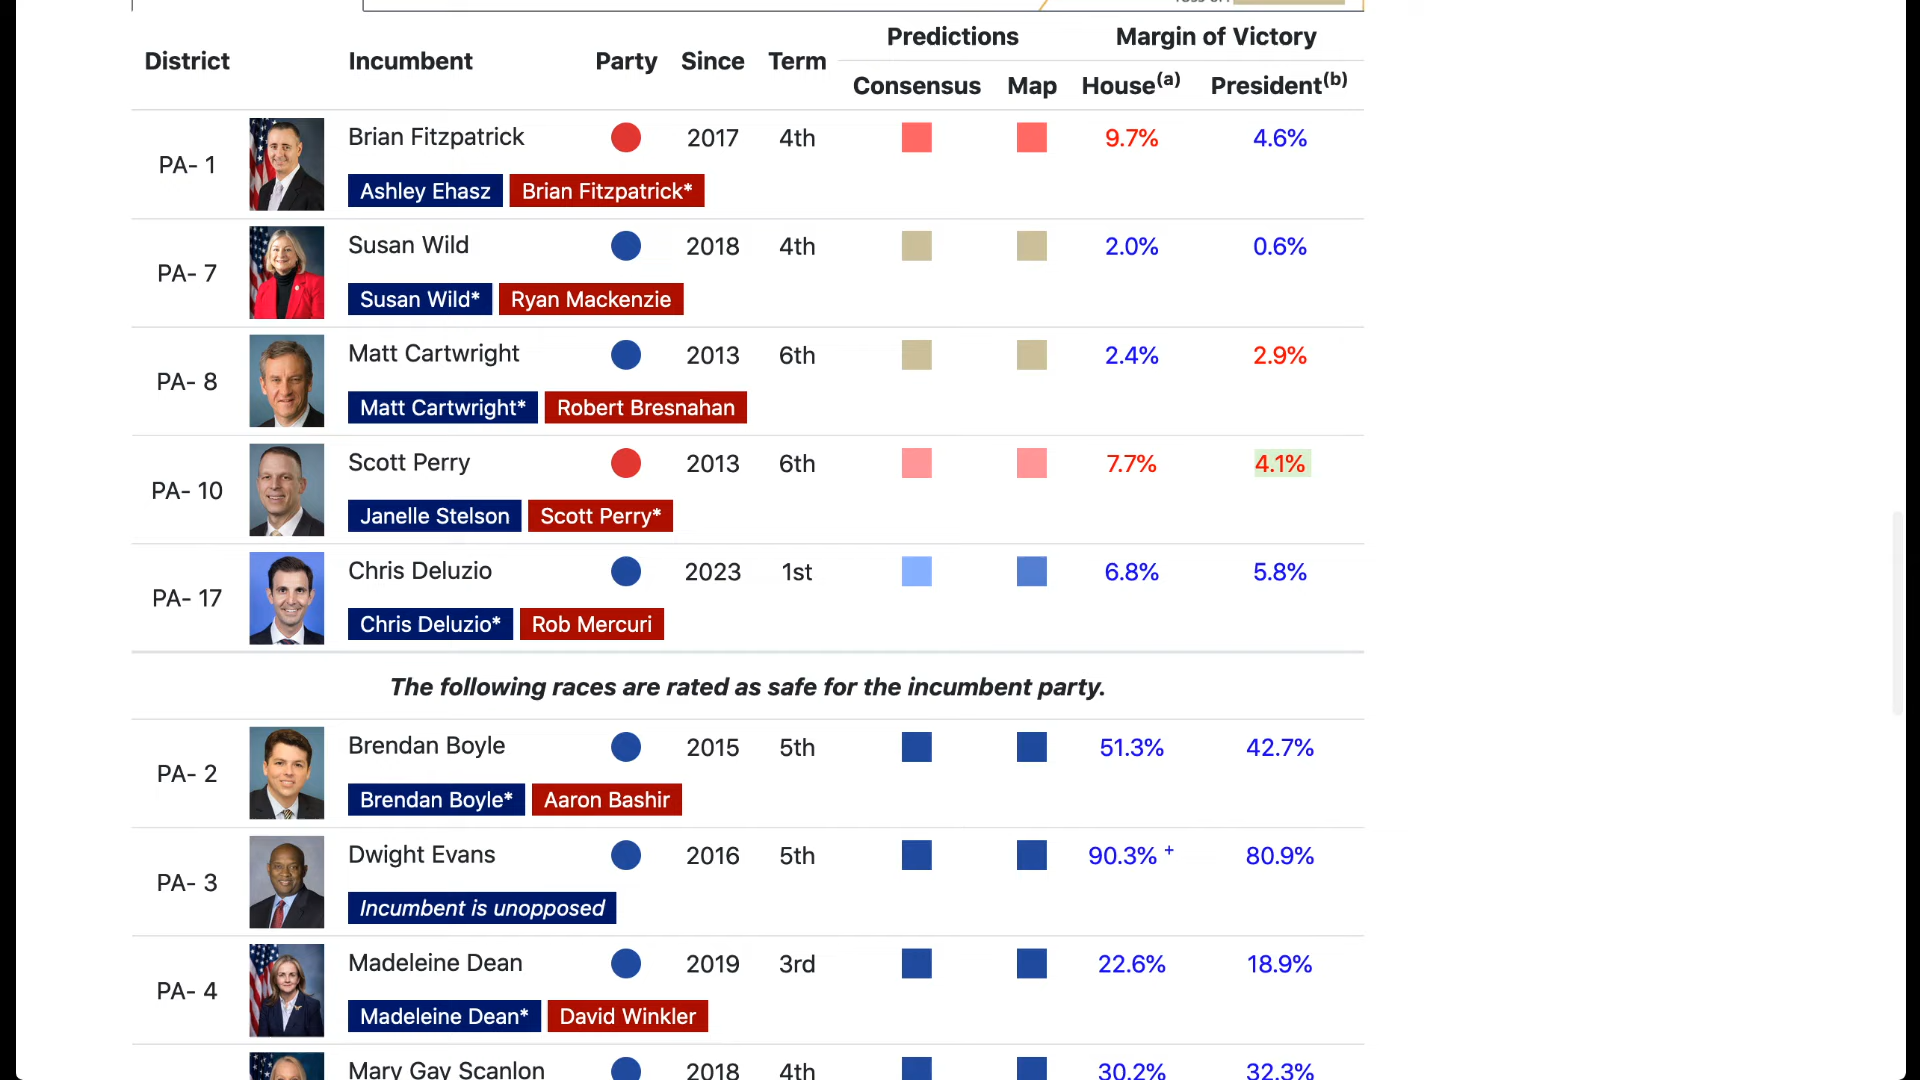 Predictions
Margin of Victory
District Incumbent Party Since Term
Consensus Map House(a) President(b)
PA- 1 Brian Fitzpatrick 2017 4th 9.7% 4.6%
Ashley Ehasz Brian Fitzpatrick*
PA- 7 Susan Wild 2018 4th 2.0% 0.6%
Susan Wild* Ryan Mackenzie
PA- 8 Matt Cartwright 2013 6th 2.4% 2.9%
Matt Cartwright* Robert Bresnahan
PA- 10 Scott Perry 2013 6th 7.7% 4.1%
Janelle Stelson Scott Perry*
PA- 17 Chris Deluzio 2023 1st 6.8% 5.8%
Chris Deluzio* Rob Mercuri
The following races are rated as safe for the incumbent party.
PA- 2 Brendan Boyle 2015 5th 51.3% 42.7%
Brendan Boyle* Aaron Bashir
PA- 3 Dwight Evans 2016 5th 90.3% + 80.9%
Incumbent is unopposed
PA- 4 Madeleine Dean 2019 3rd 22.6% 18.9%
Madeleine Dean* David Winkler
Mary Gay Scanlon 2018 4th 30.2% 32.3%